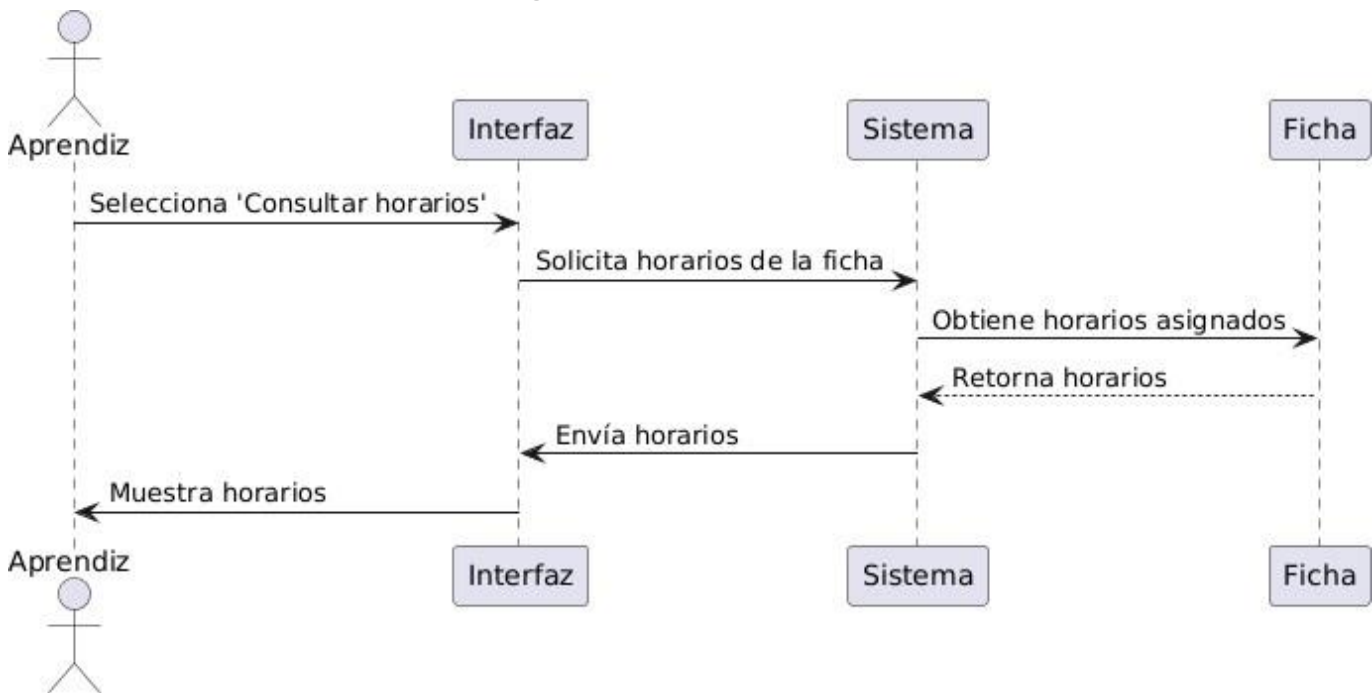 Aprendiz
Interfaz
Sistema
Ficha
Selecciona 'Consultar horarios'
Solicita horarios de la ficha
Obtiene horarios asignados
Retorna horarios
Envía horarios
Muestra horarios
Aprendiz
Interfaz
Sistema
Ficha